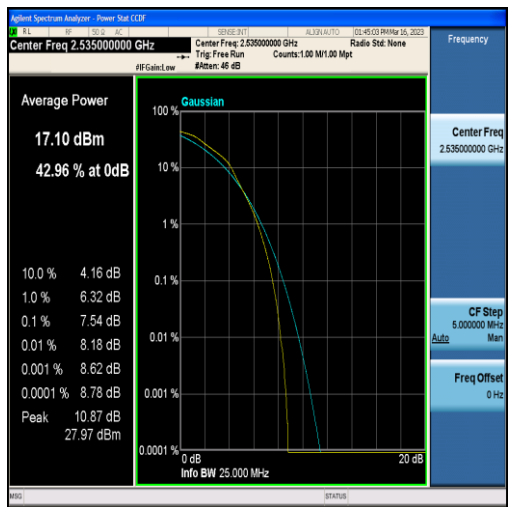 Agilent Spectrum Analyzer - Power Stat CCDF
RL RF 50 Ω AC SENSE:INT ALIGN AUTO 01:45:03 PM Mar 16, 2023
Center Freq 2.535000000 GHz
Center Freq: 2.535000000 GHz Radio Std: None
Trig: Free Run Counts:1.00 M/1.00 Mpt
#IFGain:Low #Atten: 46 dB
Frequency
Average Power
17.10 dBm
42.96 % at 0dB
10.0 % 4.16 dB
1.0 % 6.32 dB
0.1 % 7.54 dB
0.01 % 8.18 dB
0.001 % 8.62 dB
0.0001 % 8.78 dB
Peak 10.87 dB
27.97 dBm
Gaussian
100 %
10 %
1 %
0.1 %
0.01 %
0.001 %
0.0001 %
0 dB 20 dB
Info BW 25.000 MHz
Center Freq
2.535000000 GHz
CF Step
5.000000 MHz
Auto Man
Freq Offset
0 Hz
MSG STATUS